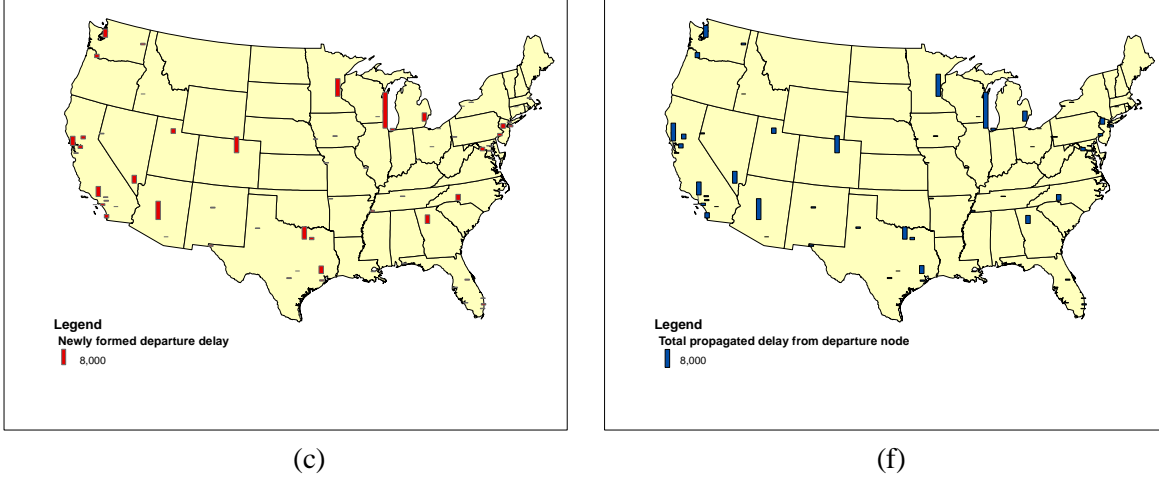 Legend
Newly formed departure delay
8,000
(c)
Legend
Total propagated delay from departure node
8,000
(f)